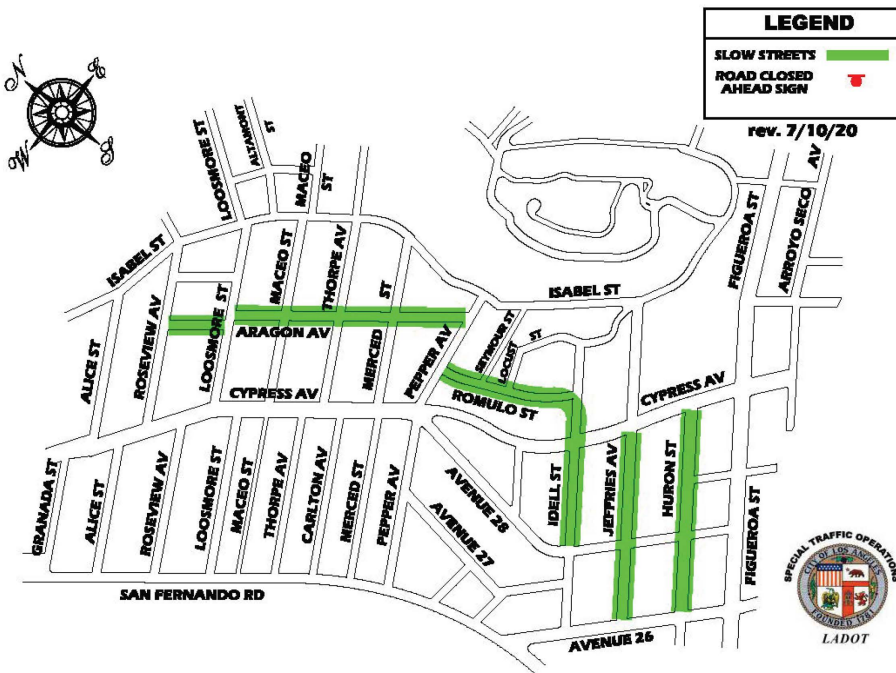 LEGEND
SLOW STREETS
ROAD CLOSED
AHEAD SIGN
rev. 7/10/20
N
E
W
S
LOOSMORE ST
ALTAMONT
ST
MACEO
ST
AV
ARROYO SECO
FIGUEROA ST
ISABEL ST
MACEO ST
THORPE AV
ST
MERCED
ISABEL ST
ROSEVIEW AV
LOOSMORE ST
ARAGON AV
ALICE ST
PEPPER AV
SEYMOUR ST
LOCUST
ST
CYPRESS AV
ROMULO ST
CYPRESS AV
GRANADA ST
ALICE ST
ROSEVIEW AV
LOOSMORE ST
MACEO ST
THORPE AV
CARLTON AV
MERCED ST
PEPPER AV
AVENUE 28
AVENUE 27
IDELL ST
JEFFRIES AV
HURON ST
FIGUEROA ST
SAN FERNANDO RD
AVENUE 26
SPECIAL TRAFFIC OPERATIONS
CITY OF LOS ANGELES
FOUNDED 1781
LADOT